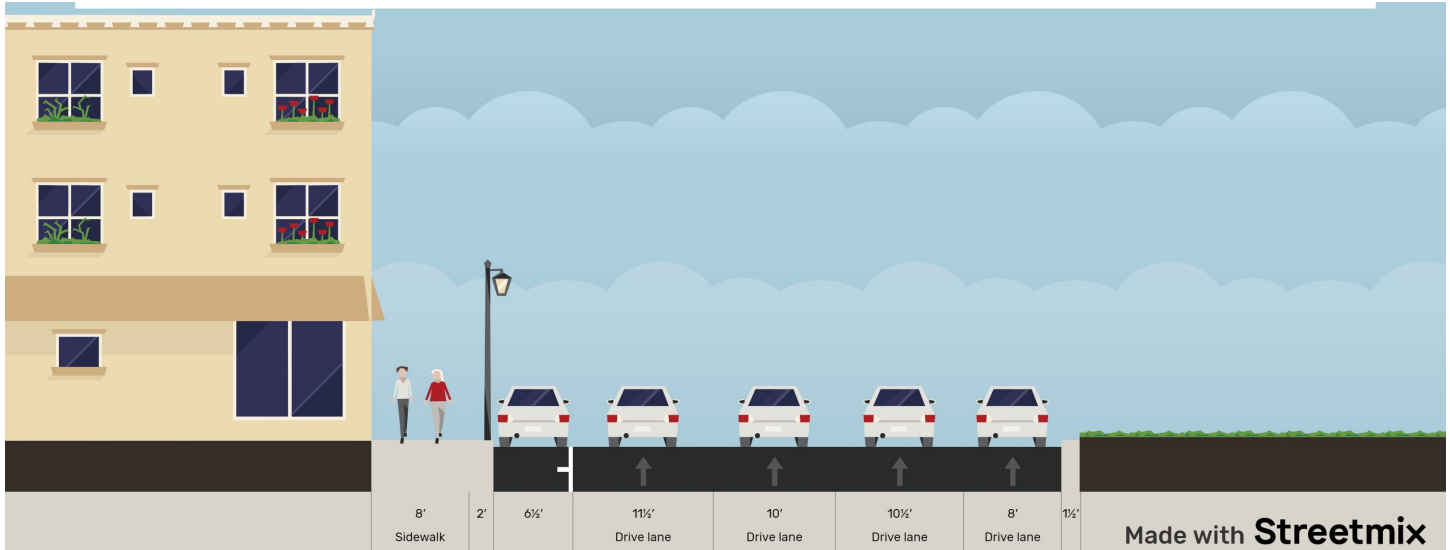 8' 2' 6½' 11½' 10' 10½' 8' 1½'
Sidewalk Drive lane Drive lane Drive lane Drive lane
Made with Streetmix